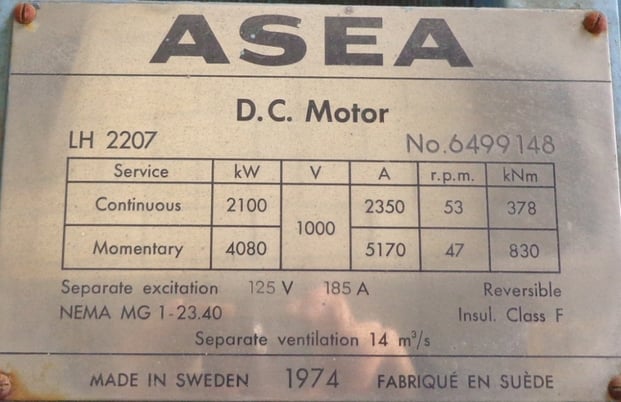 ASEA
D.C. Motor
LH 2207 No.6499148
Service kW V A r.p.m. kNm
Continuous 2100 1000 2350 53 378
Momentary 4080 5170 47 830
Separate excitation 125 V 185 A Reversible
NEMA MG 1-23.40 Insul. Class F
Separate ventilation 14 m³/s
MADE IN SWEDEN 1974 FABRIQUÉ EN SUÈDE